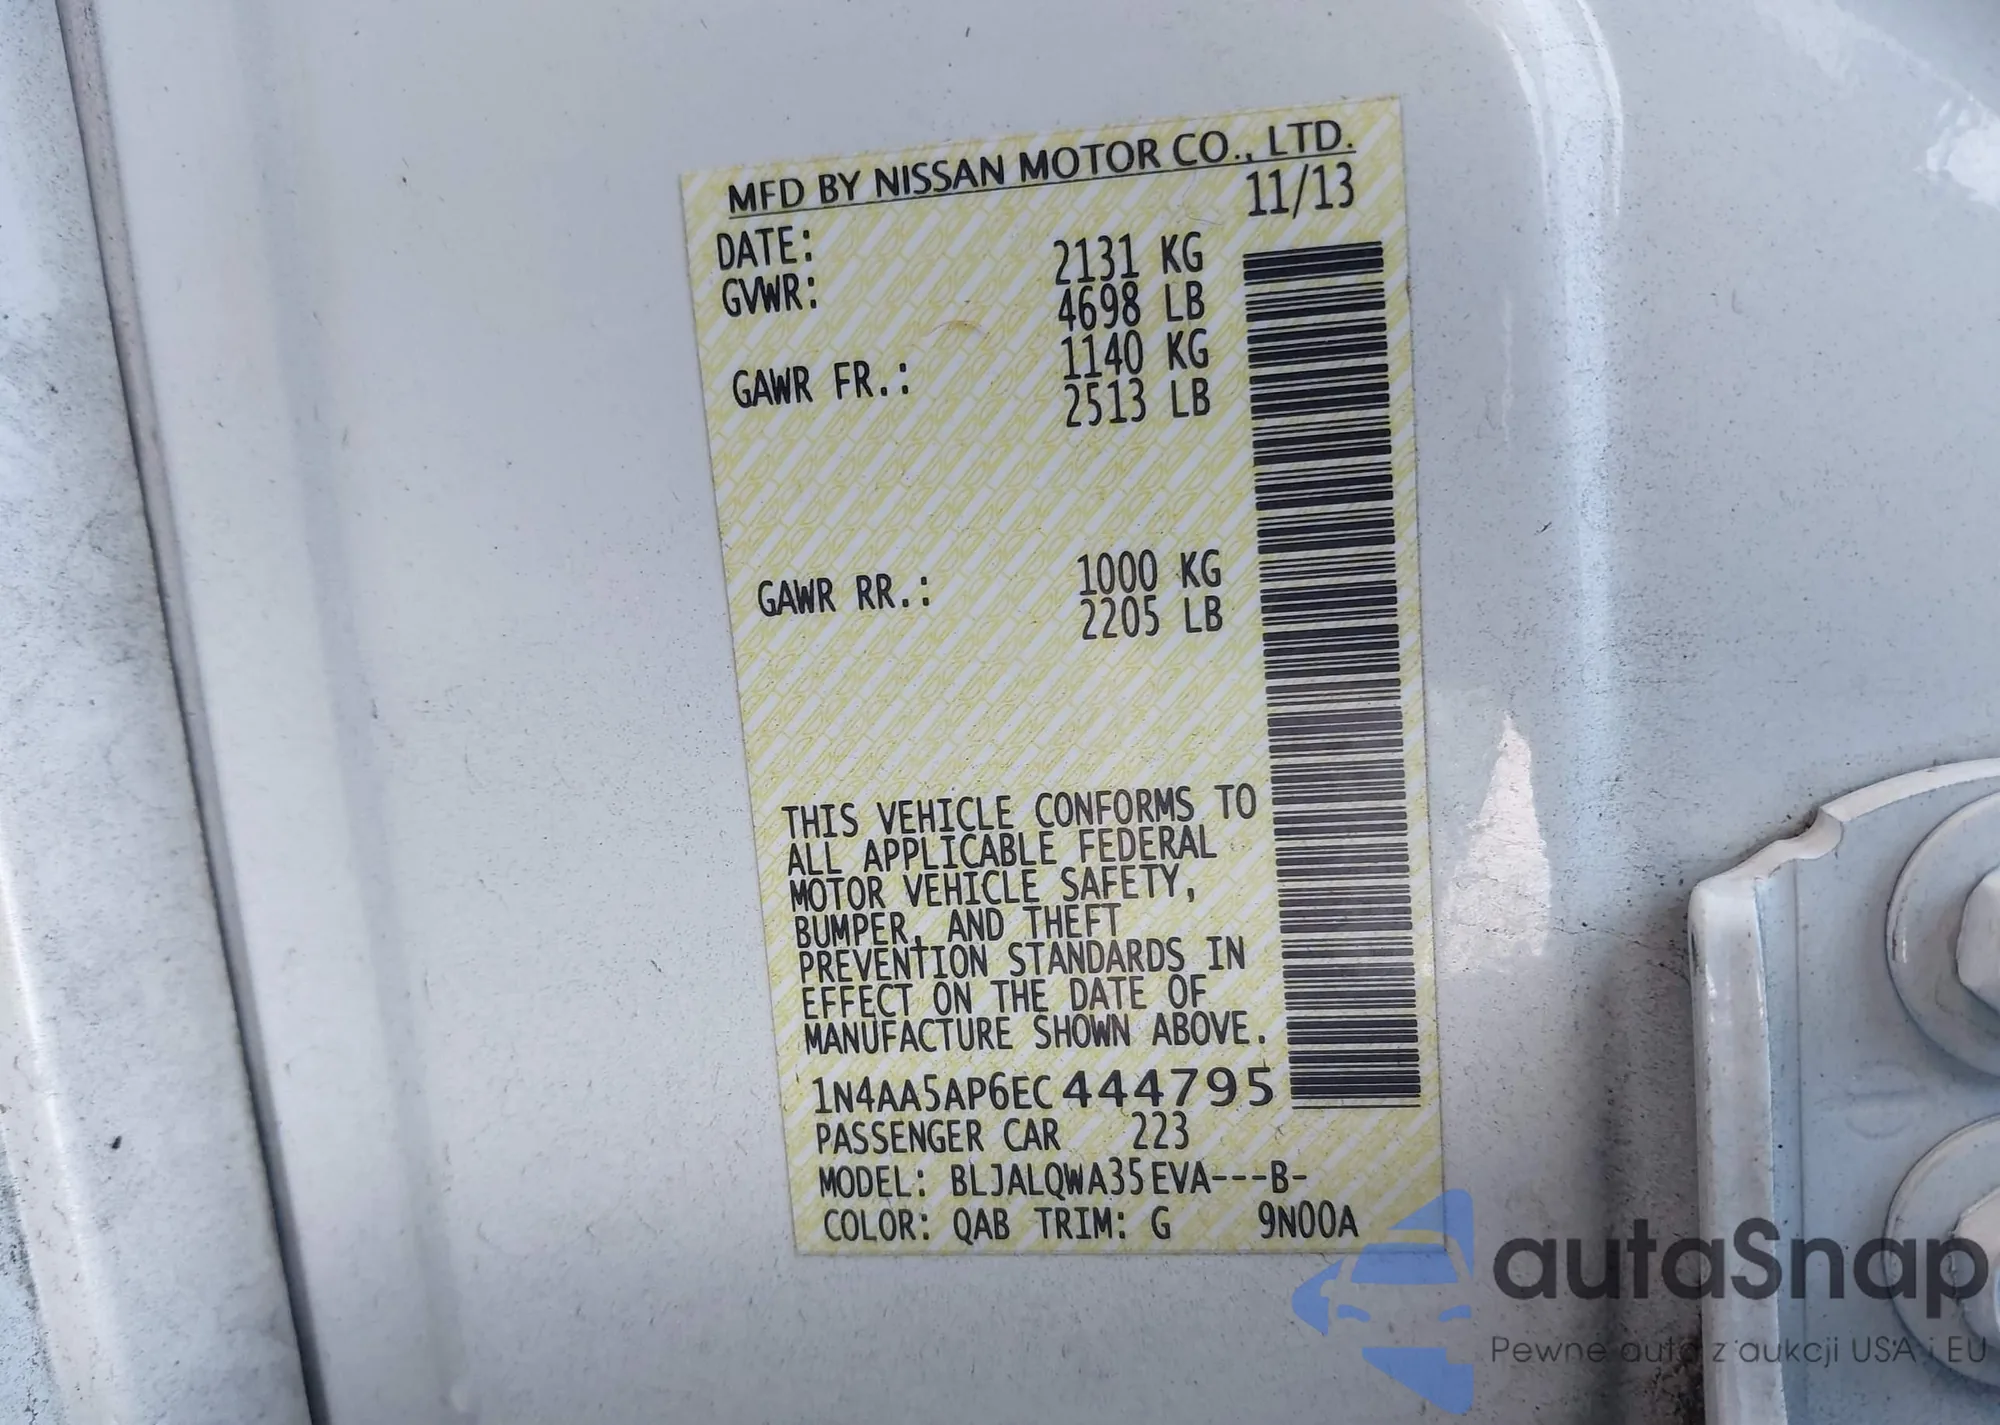 MFD BY NISSAN MOTOR CO., LTD.
DATE: 11/13
GVWR: 2131 KG
4698 LB
GAWR FR.: 1140 KG
2513 LB
GAWR RR.: 1000 KG
2205 LB
THIS VEHICLE CONFORMS TO
ALL APPLICABLE FEDERAL
MOTOR VEHICLE SAFETY,
BUMPER, AND THEFT
PREVENTION STANDARDS IN
EFFECT ON THE DATE OF
MANUFACTURE SHOWN ABOVE.
1N4AA5AP6EC444795
PASSENGER CAR 223
MODEL: BLJALQWA35EVA---B-
COLOR: QAB TRIM: G 9N00A
autaSnap
Pewne auta z aukcji USA i EU